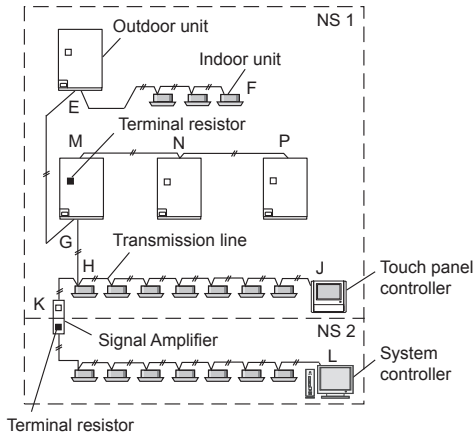 NS 1
Outdoor unit
Indoor unit
F
E
Terminal resistor
M
N
P
G
Transmission line
H
J
Touch panel
controller
K
NS 2
Signal Amplifier
L
System
controller
Terminal resistor